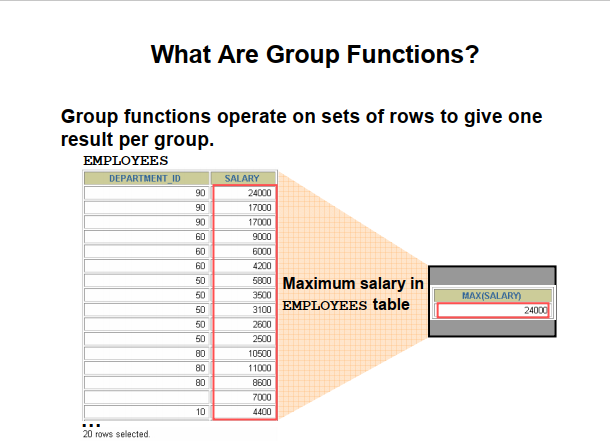 What Are Group Functions?
Group functions operate on sets of rows to give one
result per group.
EMPLOYEES
DEPARTMENT_ID SALARY
90 24000
90 17000
90 17000
60 9000
60 6000
60 4200
50 5800
50 3500
50 3100
50 2600
50 2500
80 10500
80 11000
80 8600
7000
10 4400
...
20 rows selected.
Maximum salary in
EMPLOYEES table
MAX(SALARY)
24000